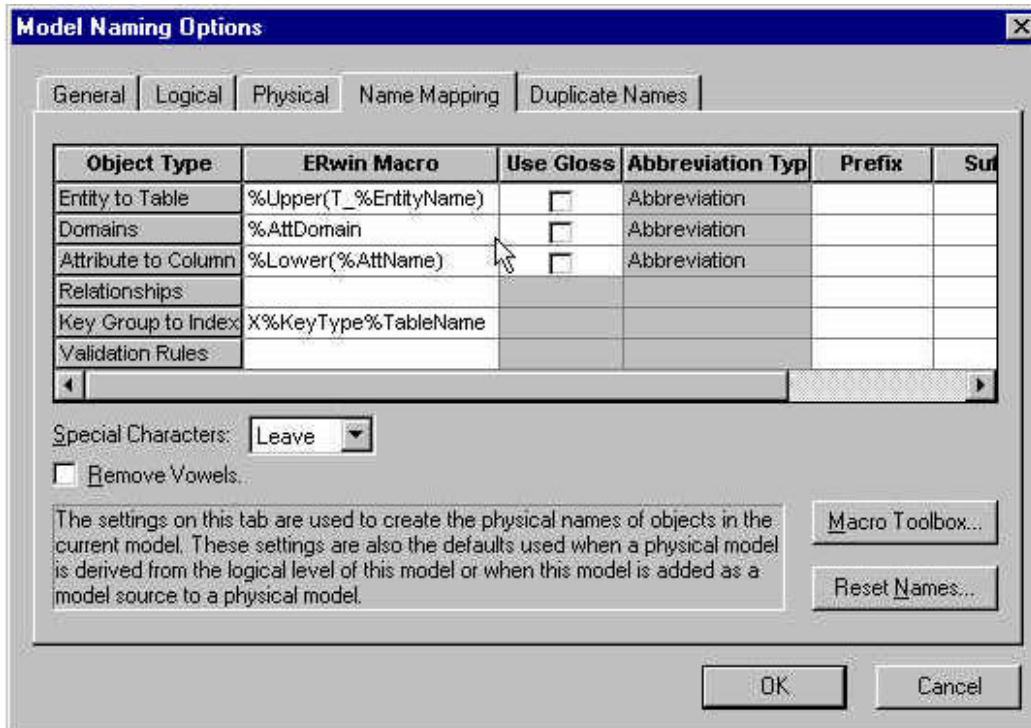 Model Naming Options
General Logical Physical Name Mapping Duplicate Names
Object Type ERwin Macro Use Gloss Abbreviation Typ Prefix Suf
Entity to Table %Upper(T_%EntityName) Abbreviation
Domains %AttDomain Abbreviation
Attribute to Column %Lower(%AttName) Abbreviation
Relationships
Key Group to Index X%KeyType%TableName
Validation Rules
Special Characters: Leave
Remove Vowels.
The settings on this tab are used to create the physical names of objects in the
current model. These settings are also the defaults used when a physical model
is derived from the logical level of this model or when this model is added as a
model source to a physical model.
Macro Toolbox...
Reset Names...
OK Cancel